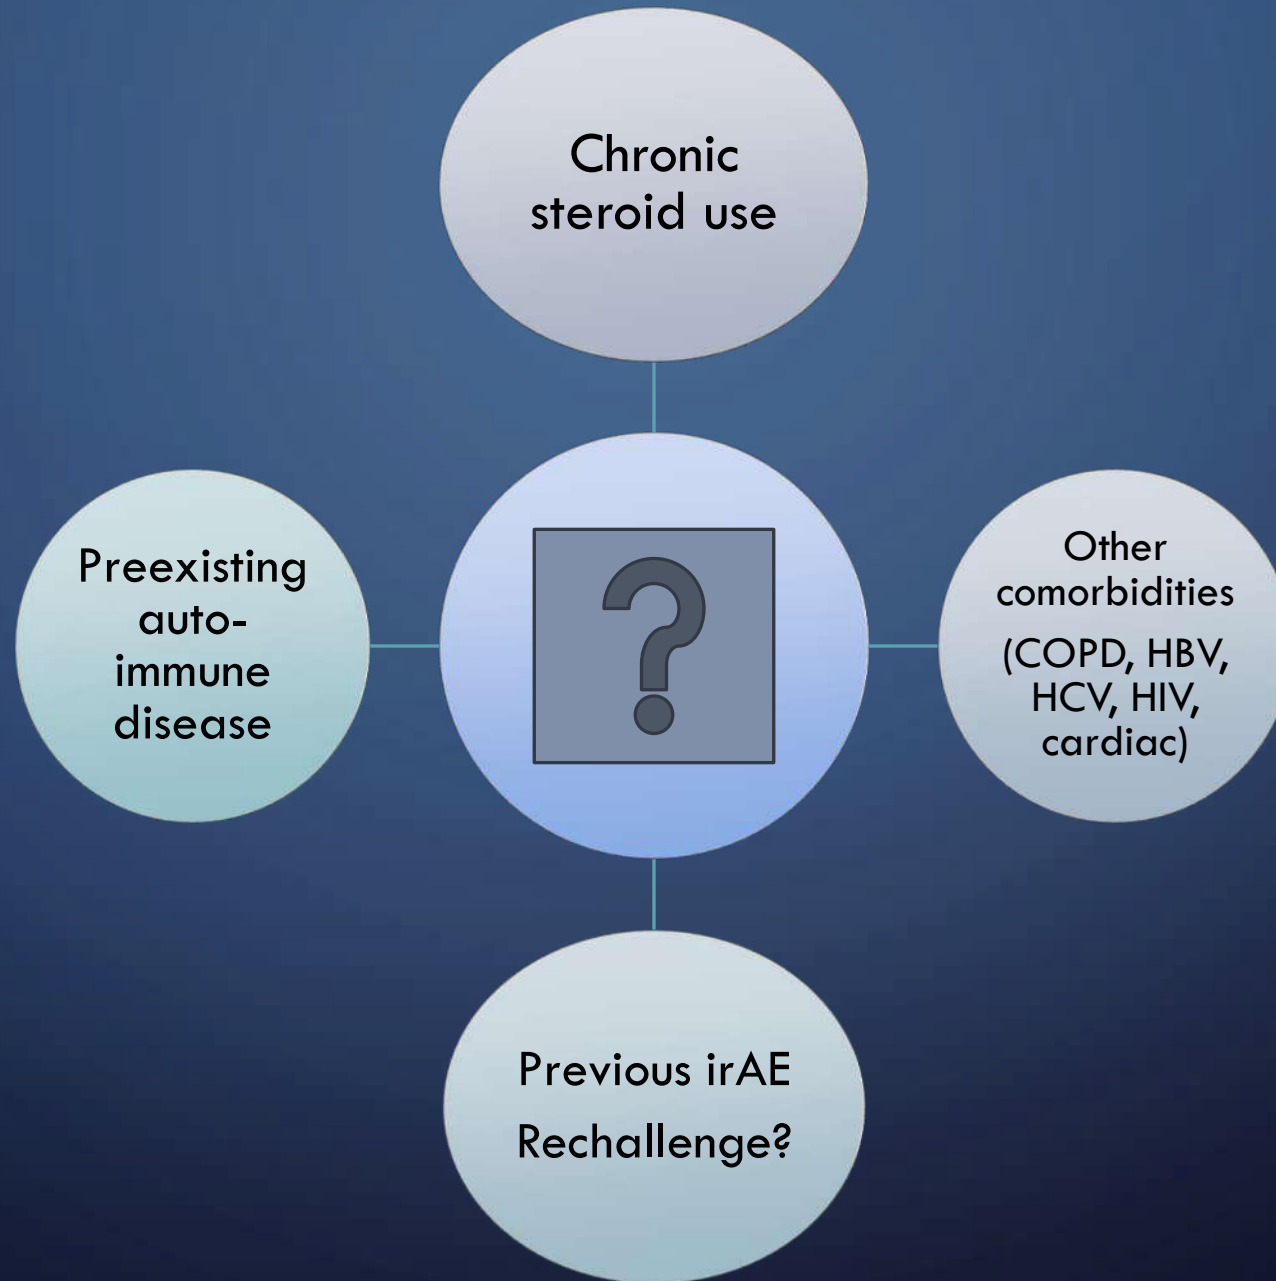 Chronic
steroid use
Preexisting
auto-
immune
disease
?
Other
comorbidities
(COPD, HBV,
HCV, HIV,
cardiac)
Previous irAE
Rechallenge?